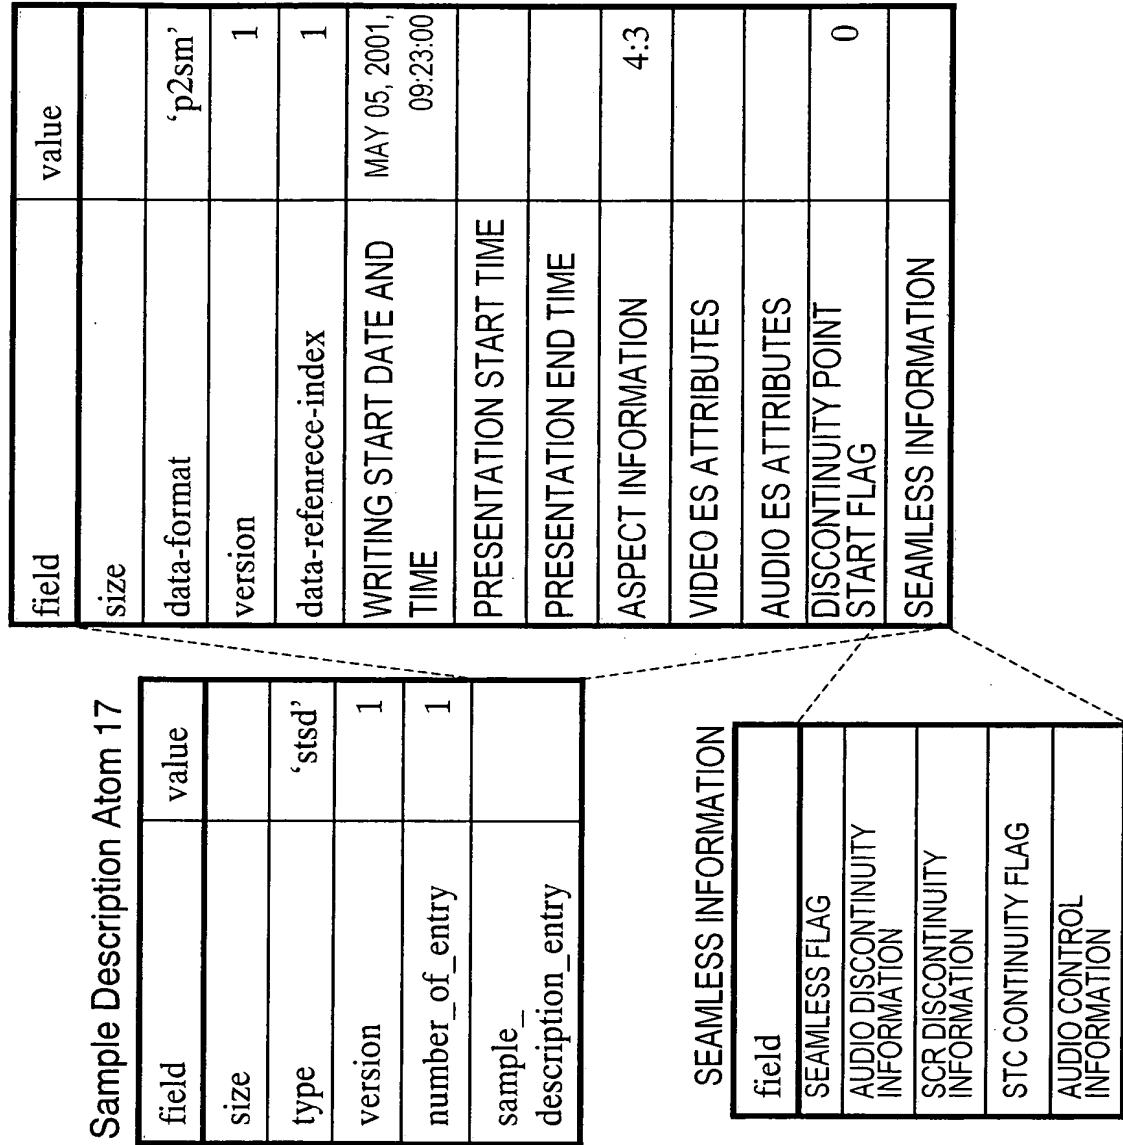 Sample Description Atom 17
field value
size
type ‘stsd’
version 1
number_of_entry 1
sample_
description_entry
field value
size
data-format ‘p2sm’
version 1
data-refenrece-index 1
WRITING START DATE AND MAY 05, 2001,
TIME 09:23:00
PRESENTATION START TIME
PRESENTATION END TIME
ASPECT INFORMATION 4:3
VIDEO ES ATTRIBUTES
AUDIO ES ATTRIBUTES
DISCONTINUITY POINT 0
START FLAG
SEAMLESS INFORMATION
SEAMLESS INFORMATION
field
SEAMLESS FLAG
AUDIO DISCONTINUITY
INFORMATION
SCR DISCONTINUITY
INFORMATION
STC CONTINUITY FLAG
AUDIO CONTROL
INFORMATION